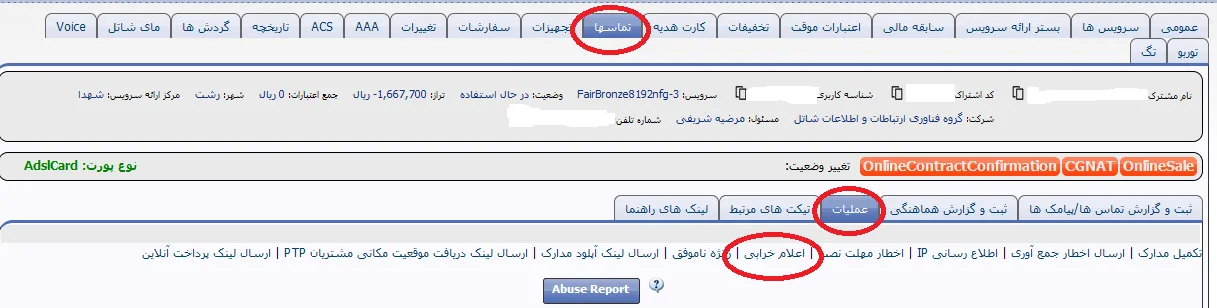 عمومی سرویس ها بستر ارائه سرویس سابقه مالی اعتبارات موقت تخفیفات کارت هدیه تماسها تجهیزات سفارشات تغییرات AAA ACS تاریخچه گردش ها مای شاتل Voice
توربو تگ
نام مشترک کد اشتراک شناسه کاربری سرویس: FairBronze8192nfg-3 وضعیت: در حال استفاده تراز: 1,667,700- ریال جمع اعتبارات: 0 ریال شهر: رشت مرکز ارائه سرویس: شهدا
شرکت: گروه فناوری ارتباطات و اطلاعات شاتل مسئول: مرضیه شریفی شماره تلفن
OnlineSale CGNAT OnlineContractConfirmation تغییر وضعیت: نوع پورت: AdslCard
ثبت و گزارش تماس ها/پیامک ها ثبت و گزارش هماهنگی عملیات تیکت های مرتبط لینک های راهنما
تکمیل مدارک | ارسال اخطار جمع آوری | اطلاع رسانی IP | اخطار مهلت | اعلام خرابی | ناموفق | ارسال لینک آپلود مدارک | ارسال لینک دریافت موقعیت مکانی مشتریان PTP | ارسال لینک پرداخت آنلاین
Abuse Report ?